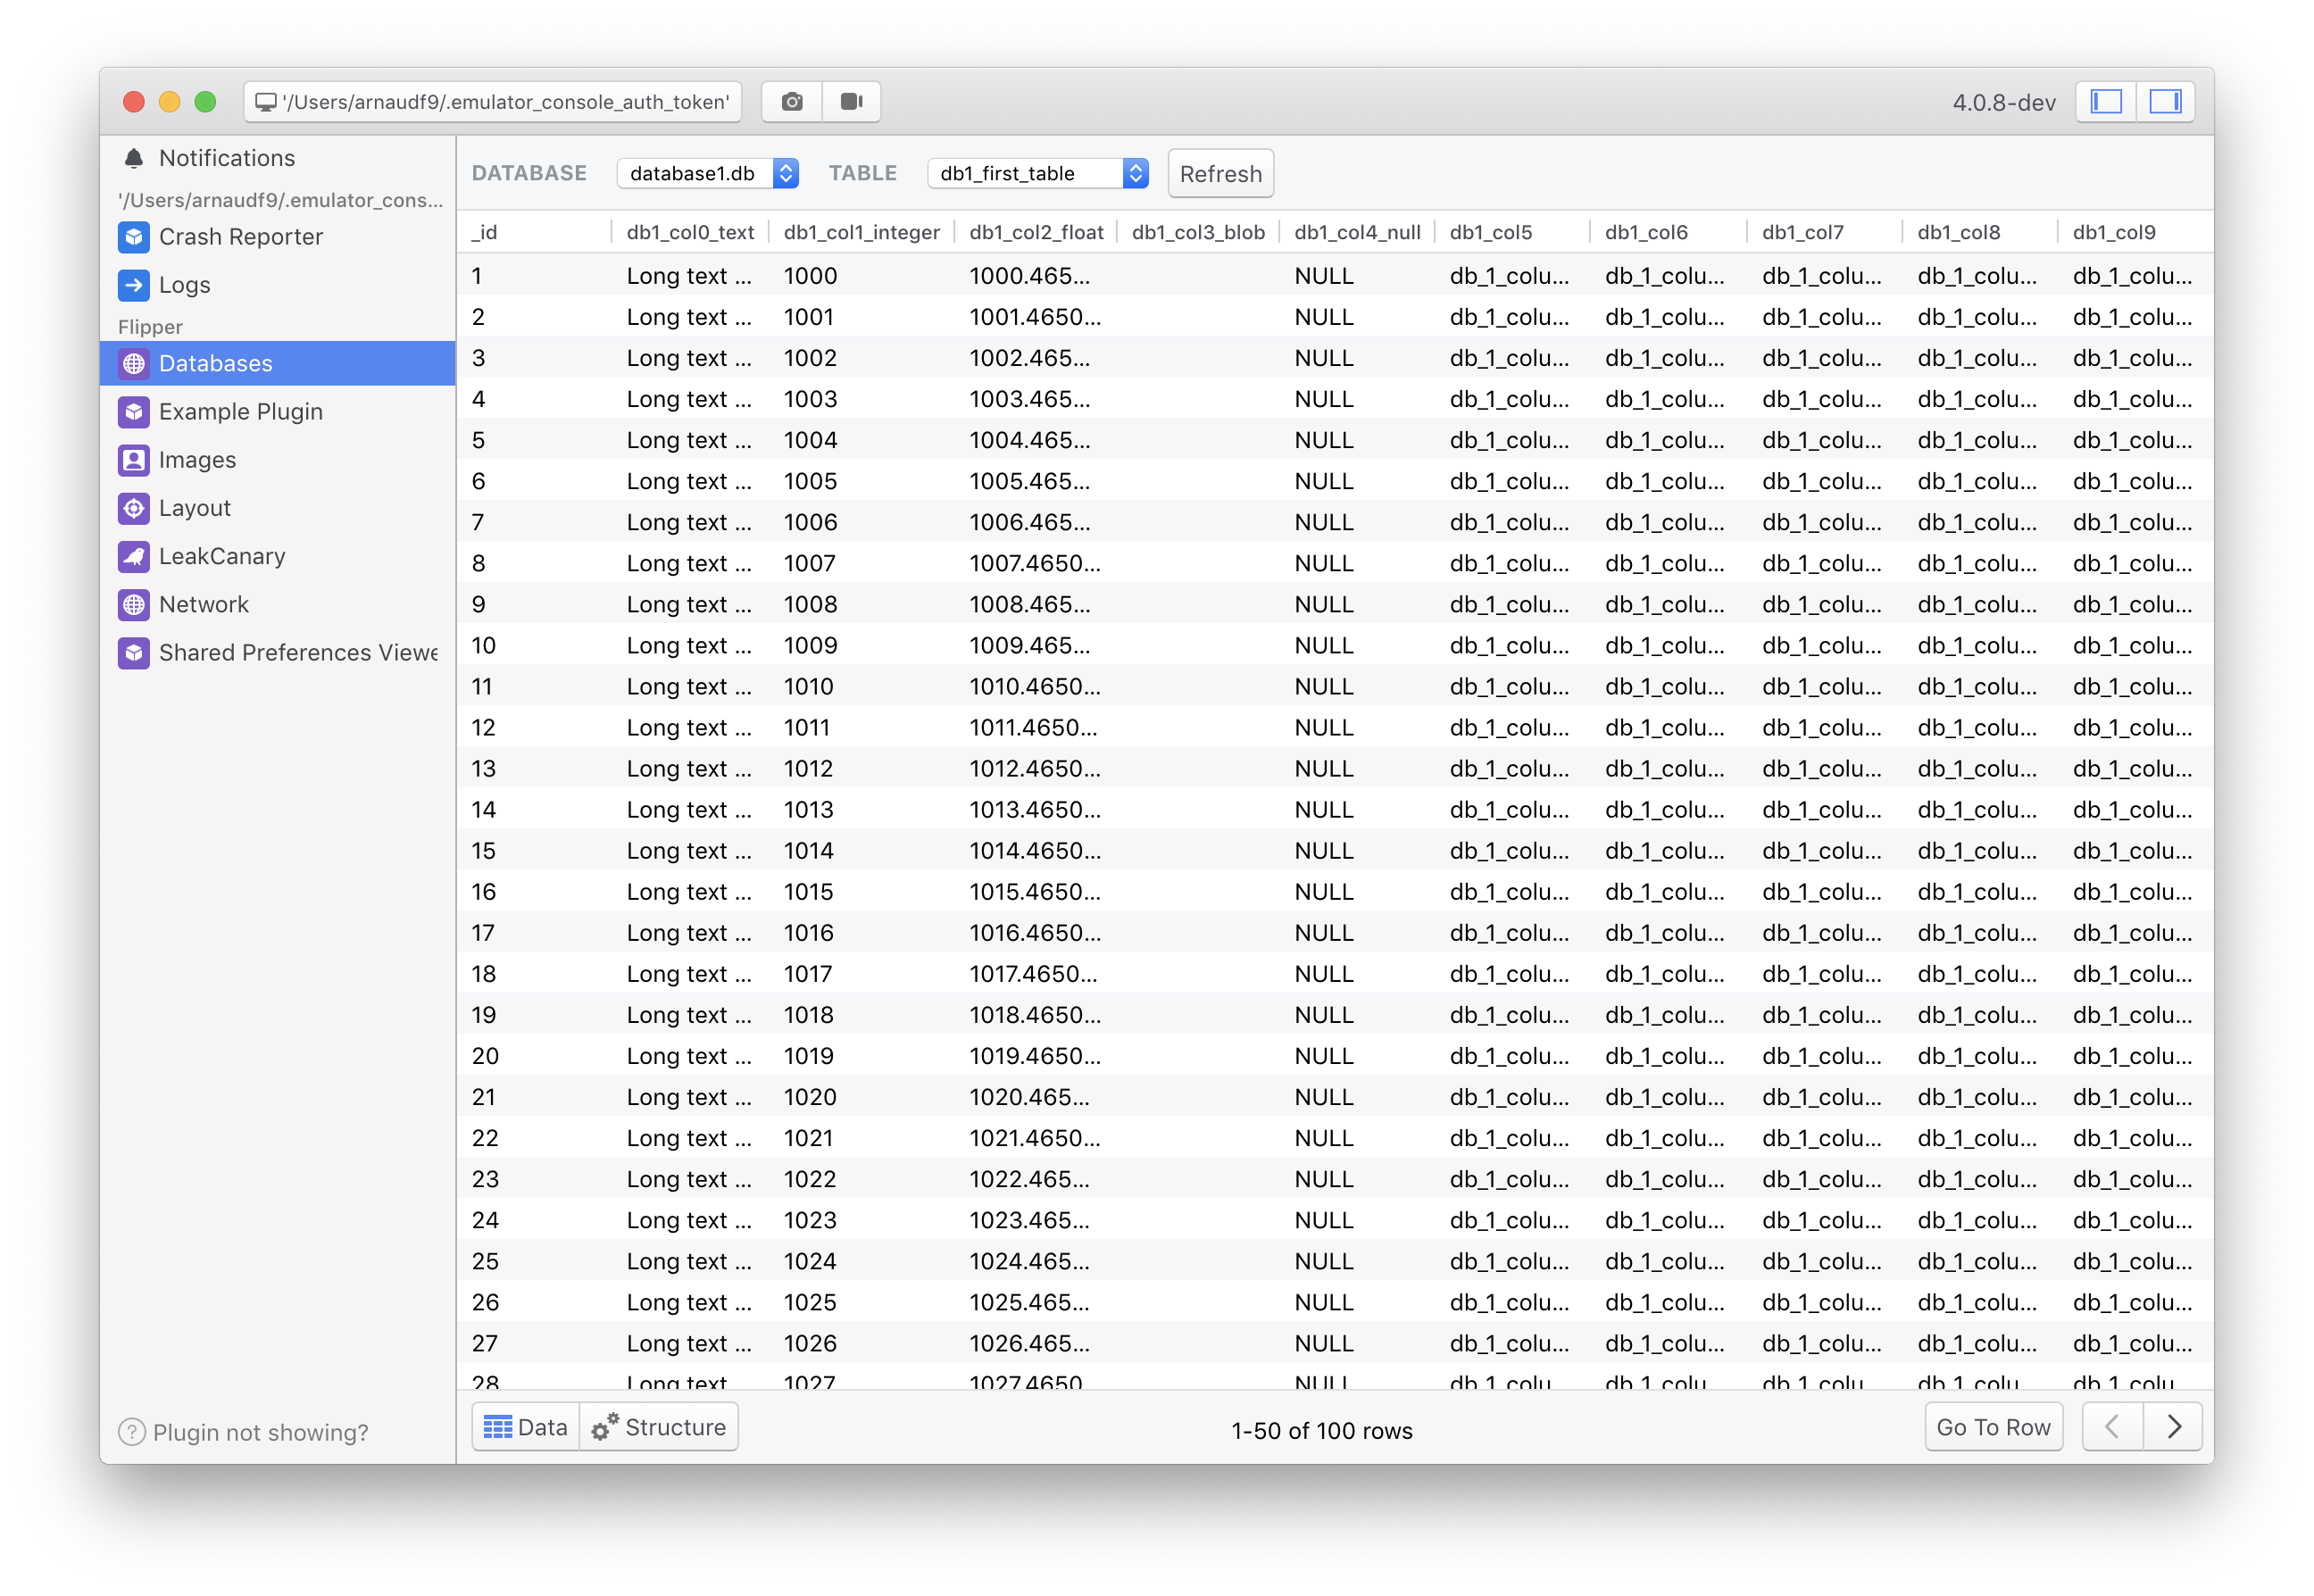 '/Users/arnaudf9/.emulator_console_auth_token' 4.0.8-dev
Notifications
'/Users/arnaudf9/.emulator_cons...
Crash Reporter
Logs
Flipper
Databases
Example Plugin
Images
Layout
LeakCanary
Network
Shared Preferences Viewe
? Plugin not showing?
DATABASE database1.db TABLE db1_first_table Refresh
_id db1_col0_text db1_col1_integer db1_col2_float db1_col3_blob db1_col4_null db1_col5 db1_col6 db1_col7 db1_col8 db1_col9
1 Long text ... 1000 1000.465... NULL db_1_colu... db_1_colu... db_1_colu... db_1_colu... db_1_colu...
2 Long text ... 1001 1001.4650... NULL db_1_colu... db_1_colu... db_1_colu... db_1_colu... db_1_colu...
3 Long text ... 1002 1002.465... NULL db_1_colu... db_1_colu... db_1_colu... db_1_colu... db_1_colu...
4 Long text ... 1003 1003.465... NULL db_1_colu... db_1_colu... db_1_colu... db_1_colu... db_1_colu...
5 Long text ... 1004 1004.465... NULL db_1_colu... db_1_colu... db_1_colu... db_1_colu... db_1_colu...
6 Long text ... 1005 1005.465... NULL db_1_colu... db_1_colu... db_1_colu... db_1_colu... db_1_colu...
7 Long text ... 1006 1006.465... NULL db_1_colu... db_1_colu... db_1_colu... db_1_colu... db_1_colu...
8 Long text ... 1007 1007.4650... NULL db_1_colu... db_1_colu... db_1_colu... db_1_colu... db_1_colu...
9 Long text ... 1008 1008.465... NULL db_1_colu... db_1_colu... db_1_colu... db_1_colu... db_1_colu...
10 Long text ... 1009 1009.465... NULL db_1_colu... db_1_colu... db_1_colu... db_1_colu... db_1_colu...
11 Long text ... 1010 1010.4650... NULL db_1_colu... db_1_colu... db_1_colu... db_1_colu... db_1_colu...
12 Long text ... 1011 1011.4650... NULL db_1_colu... db_1_colu... db_1_colu... db_1_colu... db_1_colu...
13 Long text ... 1012 1012.4650... NULL db_1_colu... db_1_colu... db_1_colu... db_1_colu... db_1_colu...
14 Long text ... 1013 1013.4650... NULL db_1_colu... db_1_colu... db_1_colu... db_1_colu... db_1_colu...
15 Long text ... 1014 1014.4650... NULL db_1_colu... db_1_colu... db_1_colu... db_1_colu... db_1_colu...
16 Long text ... 1015 1015.4650... NULL db_1_colu... db_1_colu... db_1_colu... db_1_colu... db_1_colu...
17 Long text ... 1016 1016.4650... NULL db_1_colu... db_1_colu... db_1_colu... db_1_colu... db_1_colu...
18 Long text ... 1017 1017.4650... NULL db_1_colu... db_1_colu... db_1_colu... db_1_colu... db_1_colu...
19 Long text ... 1018 1018.4650... NULL db_1_colu... db_1_colu... db_1_colu... db_1_colu... db_1_colu...
20 Long text ... 1019 1019.4650... NULL db_1_colu... db_1_colu... db_1_colu... db_1_colu... db_1_colu...
21 Long text ... 1020 1020.465... NULL db_1_colu... db_1_colu... db_1_colu... db_1_colu... db_1_colu...
22 Long text ... 1021 1021.4650... NULL db_1_colu... db_1_colu... db_1_colu... db_1_colu... db_1_colu...
23 Long text ... 1022 1022.465... NULL db_1_colu... db_1_colu... db_1_colu... db_1_colu... db_1_colu...
24 Long text ... 1023 1023.465... NULL db_1_colu... db_1_colu... db_1_colu... db_1_colu... db_1_colu...
25 Long text ... 1024 1024.465... NULL db_1_colu... db_1_colu... db_1_colu... db_1_colu... db_1_colu...
26 Long text ... 1025 1025.465... NULL db_1_colu... db_1_colu... db_1_colu... db_1_colu... db_1_colu...
27 Long text ... 1026 1026.465... NULL db_1_colu... db_1_colu... db_1_colu... db_1_colu... db_1_colu...
28 Long text 1027 1027.4650 NULL db_1_colu db_1_colu db_1_colu db_1_colu db_1_colu
Data Structure 1-50 of 100 rows Go To Row